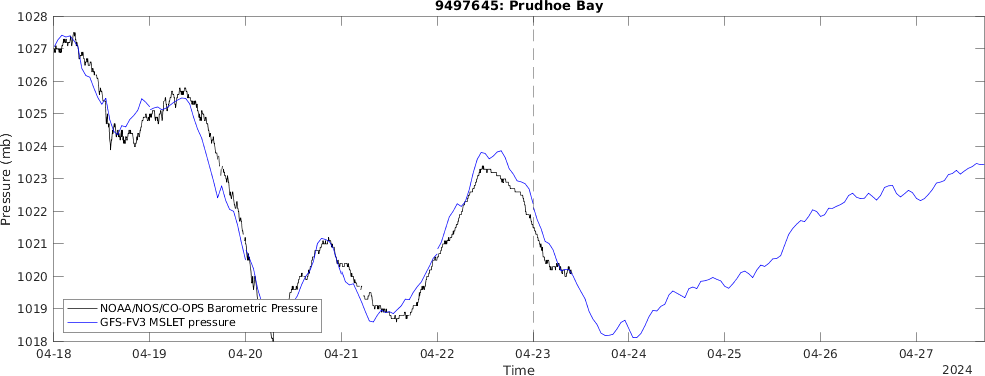 9497645: Prudhoe Bay
1028
1027
1026
1025
1024
1023
1022
1021
1020
1019
1018
Pressure (mb)
NOAA/NOS/CO-OPS Barometric Pressure
GFS-FV3 MSLET pressure
04-18 04-19 04-20 04-21 04-22 04-23 04-24 04-25 04-26 04-27
Time
2024